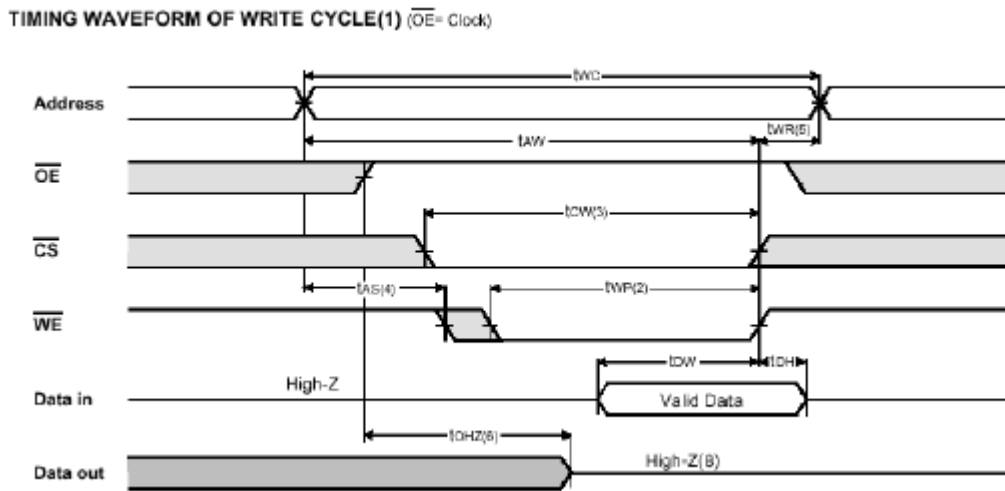 TIMING WAVEFORM OF WRITE CYCLE(1) (OE= Clock)
tWC
Address
tWR(5)
tAW
OE
tCW(3)
CS
tAS(4)
tWP(2)
WE
tDW
tDH
High-Z
Data in
Valid Data
tOHZ(6)
High-Z(8)
Data out